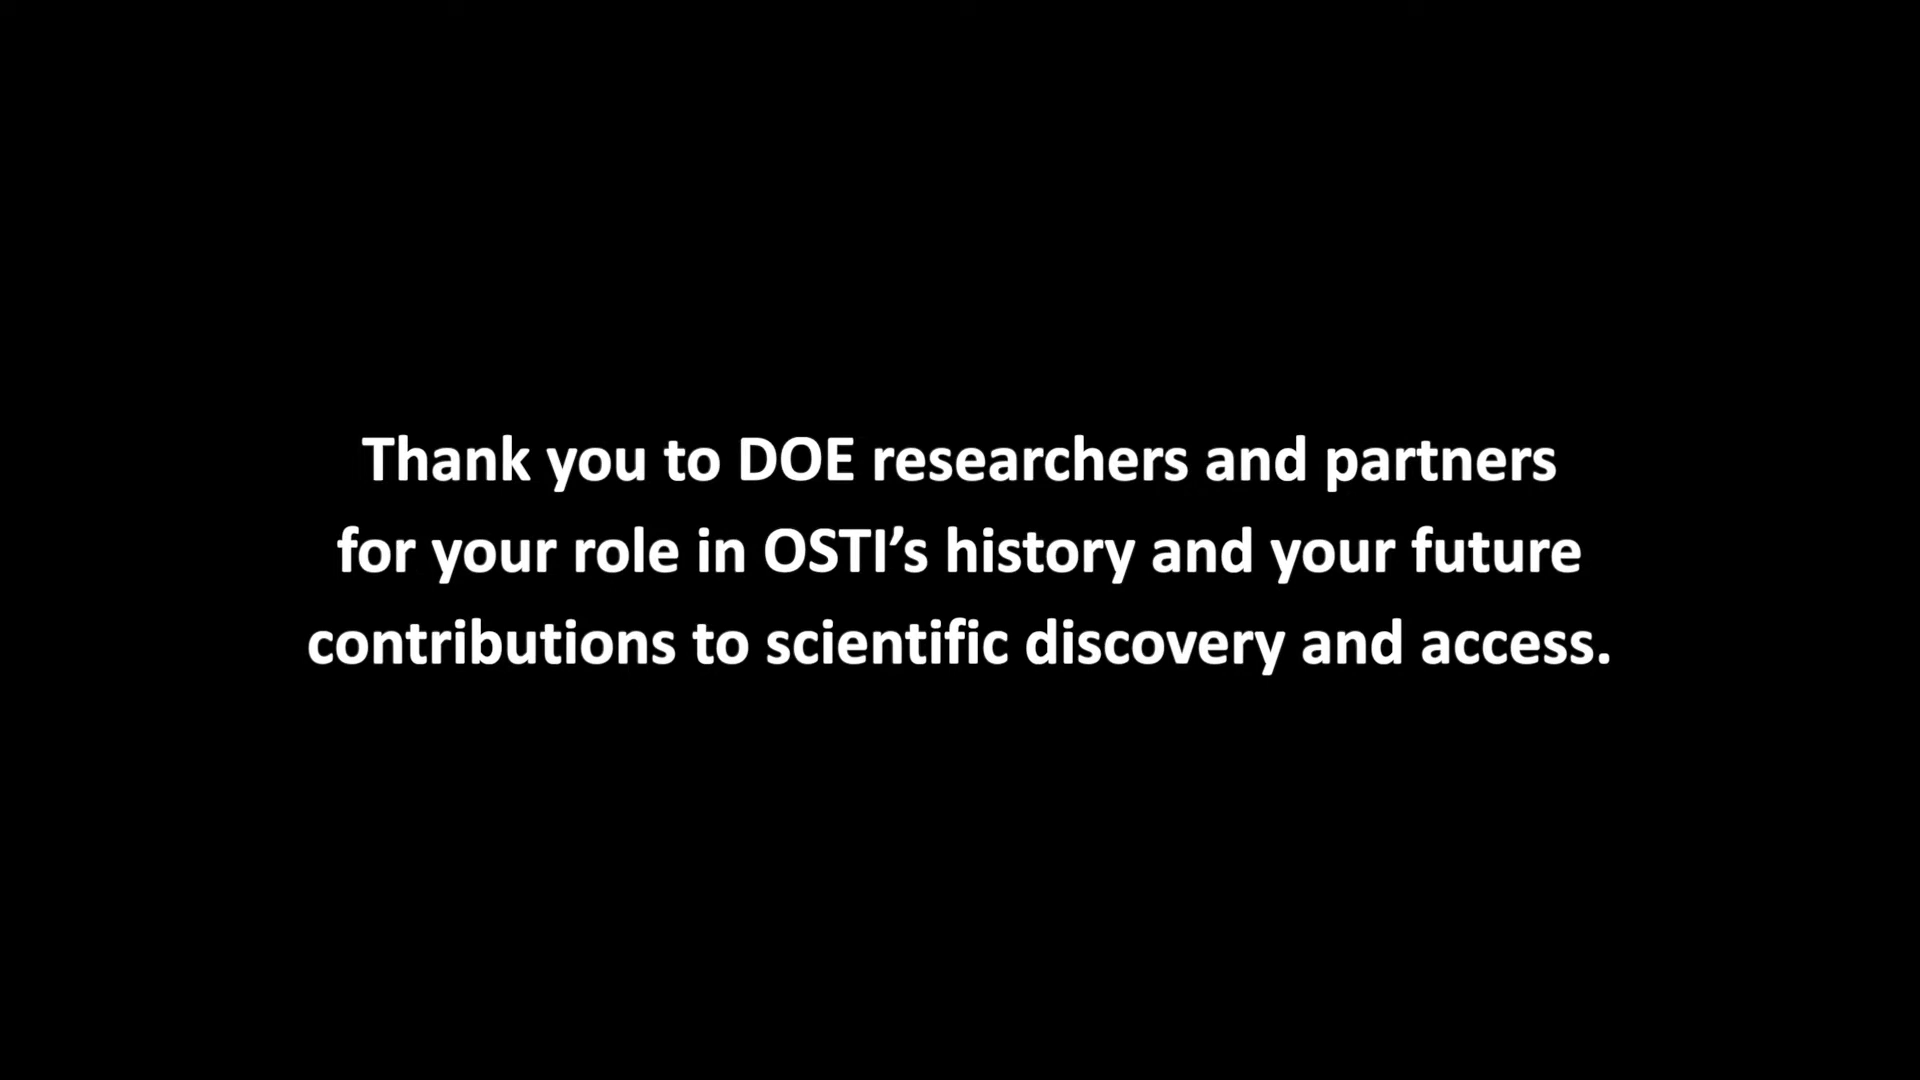 Thank you to DOE researchers and partners
for your role in OSTI’s history and your future
contributions to scientific discovery and access.